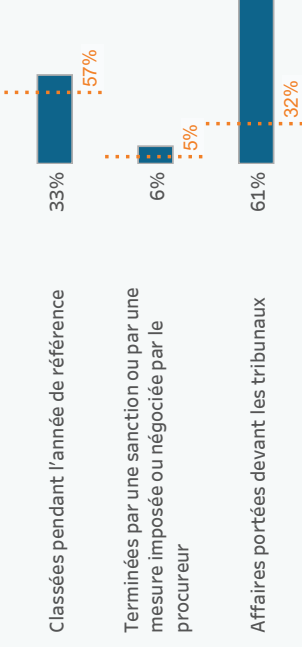 Classées pendant l'année de référence
33%
57%
Terminées par une sanction ou par une
mesure imposée ou négociée par le
procureur
6%
5%
Affaires portées devant les tribunaux
61%
32%